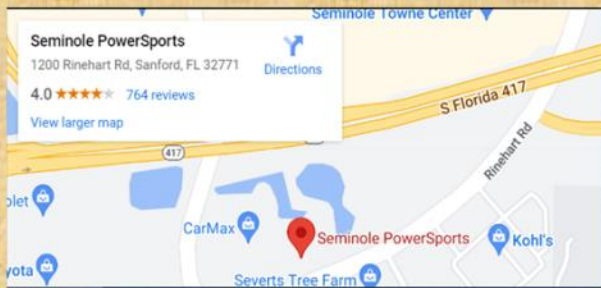 Seminole Towne Center
Seminole PowerSports
1200 Rinehart Rd, Sanford, FL 32771
Directions
4.0
764 reviews
View larger map
S Florida 417
417
Rinehart Rd
CarMax
Seminole PowerSports
Kohl's
Severts Tree Farm